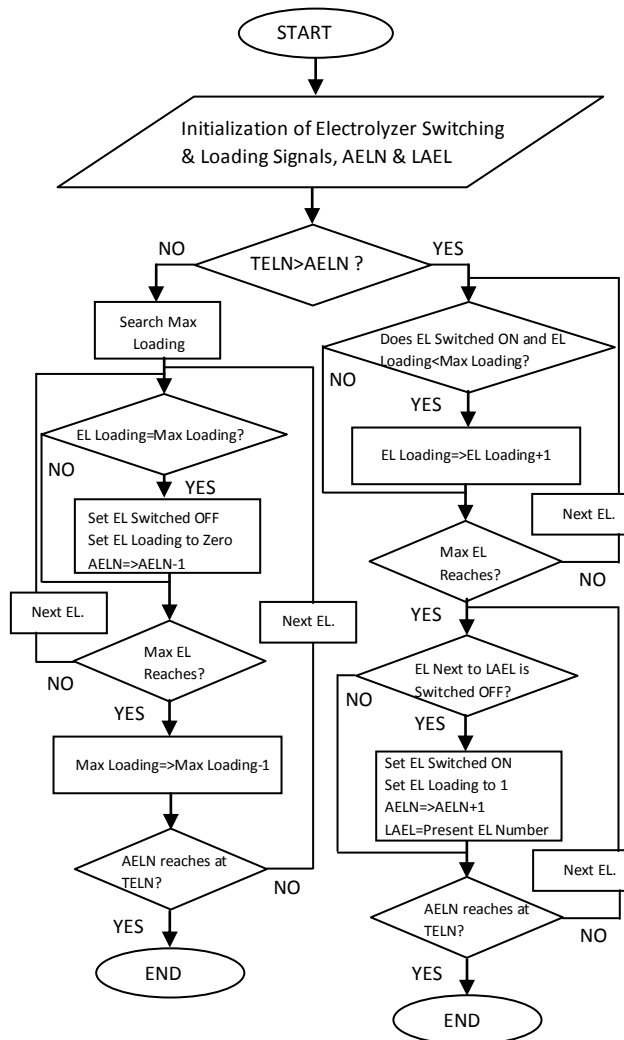 START
Initialization of Electrolyzer Switching
& Loading Signals, AELN & LAEL
TELN>AELN ?
NO
YES
Search Max
Loading
EL Loading=Max Loading?
NO
YES
Set EL Switched OFF
Set EL Loading to Zero
AELN=>AELN-1
Next EL.
Next EL.
Max EL
Reaches?
NO
YES
Max Loading=>Max Loading-1
AELN reaches at
TELN?
NO
YES
END
Does EL Switched ON and EL
Loading<Max Loading?
NO
YES
EL Loading=>EL Loading+1
Next EL.
Max EL
Reaches?
NO
YES
EL Next to LAEL is
Switched OFF?
NO
YES
Set EL Switched ON
Set EL Loading to 1
AELN=>AELN+1
LAEL=Present EL Number
Next EL.
AELN reaches at
TELN?
NO
YES
END